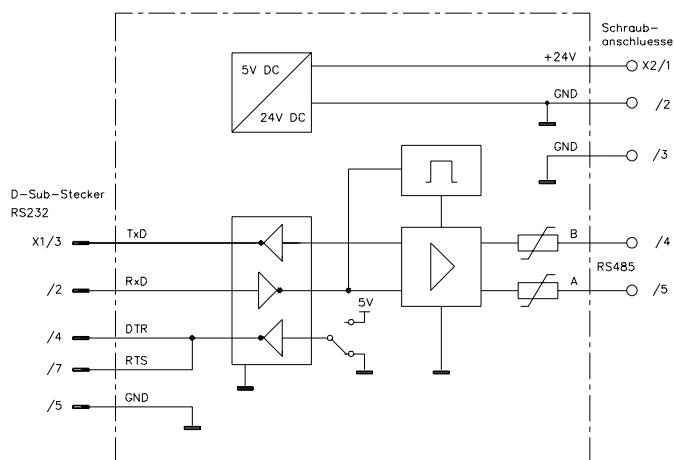 Schraub-
anschluesse
5V DC
24V DC
+24V
X2/1
GND
/2
GND
/3
D-Sub-Stecker
RS232
X1/3
TxD
B
/4
RS485
/2
RxD
A
/5
5V
/4
DTR
/7
RTS
/5
GND